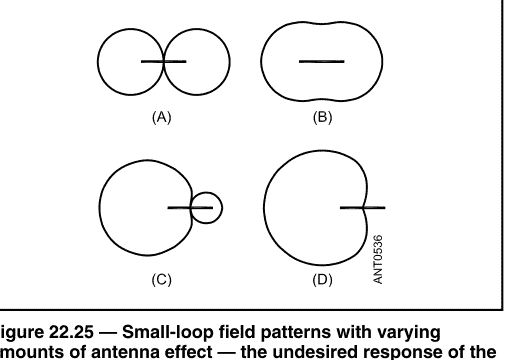 (A) (B)
(C) (D)
ANT0536
igure 22.25 — Small-loop field patterns with varying
mounts of antenna effect — the undesired response of the